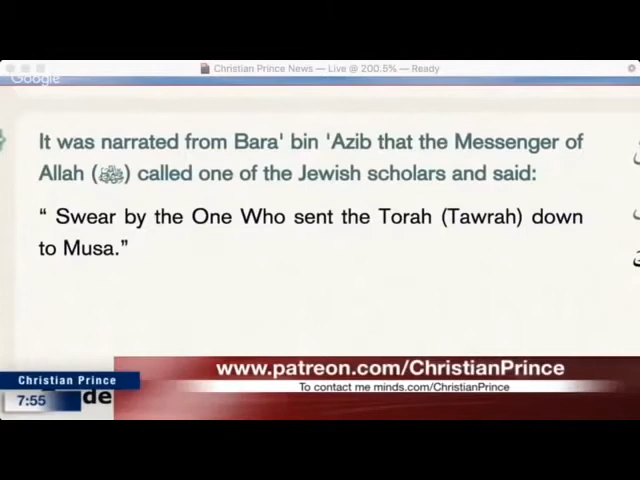 Christian Prince News — Live @ 200.5% — Ready
Google
It was narrated from Bara' bin 'Azib that the Messenger of
Allah (ﷺ) called one of the Jewish scholars and said:
“ Swear by the One Who sent the Torah (Tawrah) down
to Musa.”
www.patreon.com/ChristianPrince
To contact me minds.com/ChristianPrince
Christian Prince
7:55
de